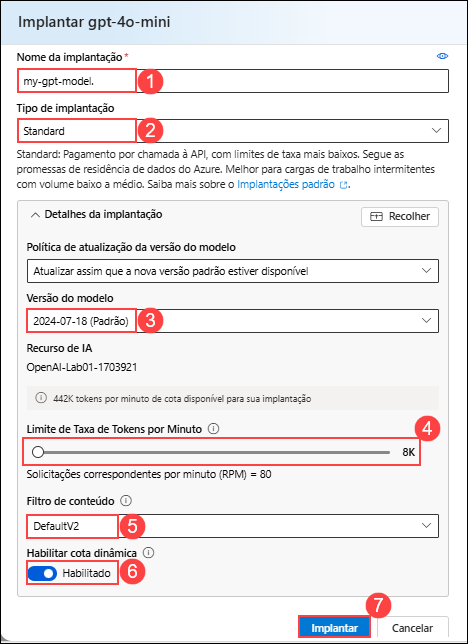 Implantar gpt-4o-mini
Nome da implantação*
my-gpt-model.
1
Tipo de implantação
Standard
2
Standard: Pagamento por chamada à API, com limites de taxa mais baixos. Segue as
promessas de residência de dados do Azure. Melhor para cargas de trabalho intermitentes
com volume baixo a médio. Saiba mais sobre o Implantações padrão.
Detalhes da implantação
Recolher
Política de atualização da versão do modelo
Atualizar assim que a nova versão padrão estiver disponível
Versão do modelo
2024-07-18 (Padrão)
3
Recurso de IA
OpenAI-Lab01-1703921
442K tokens por minuto de cota disponível para sua implantação
Limite de Taxa de Tokens por Minuto
4
8K
Solicitações correspondentes por minuto (RPM) = 80
Filtro de conteúdo
DefaultV2
5
Habilitar cota dinâmica
Habilitado
6
7
Implantar
Cancelar